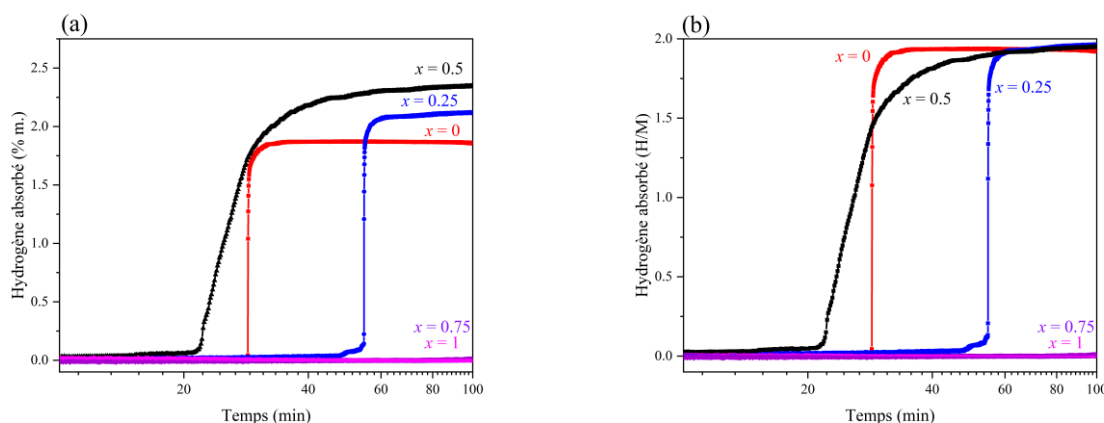 (a)
Hydrogène absorbé (% m.)
2.5
2.0
1.5
1.0
0.5
0.0
x = 0.5
x = 0.25
x = 0
x = 0.75
x = 1
20
40
60
80
100
Temps (min)
(b)
Hydrogène absorbé (H/M)
2.0
1.5
1.0
0.5
0.0
x = 0
x = 0.5
x = 0.25
x = 0.75
x = 1
20
40
60
80
100
Temps (min)